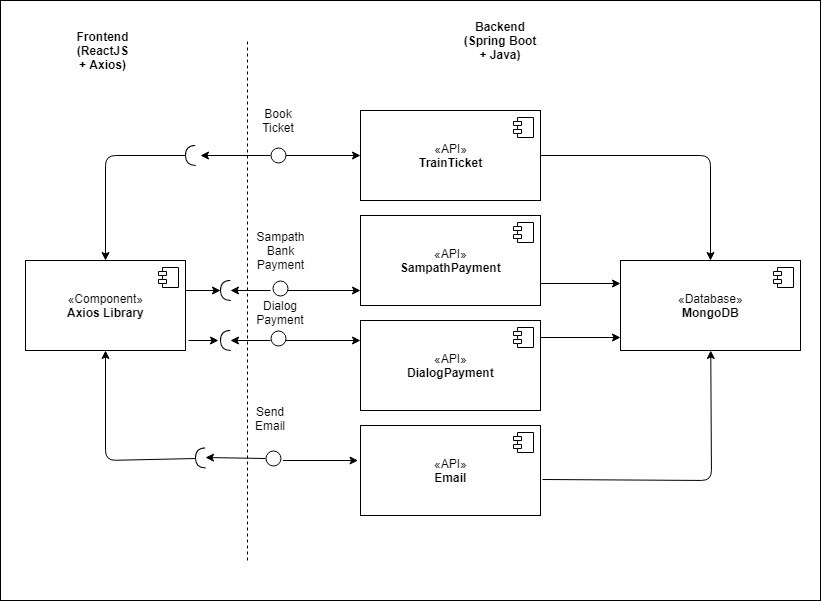 Frontend
(ReactJS
+ Axios)
Backend
(Spring Boot
+ Java)
Book
Ticket
«API»
TrainTicket
Sampath
Bank
Payment
«API»
SampathPayment
«Component»
Axios Library
«Database»
MongoDB
Dialog
Payment
«API»
DialogPayment
Send
Email
«API»
Email